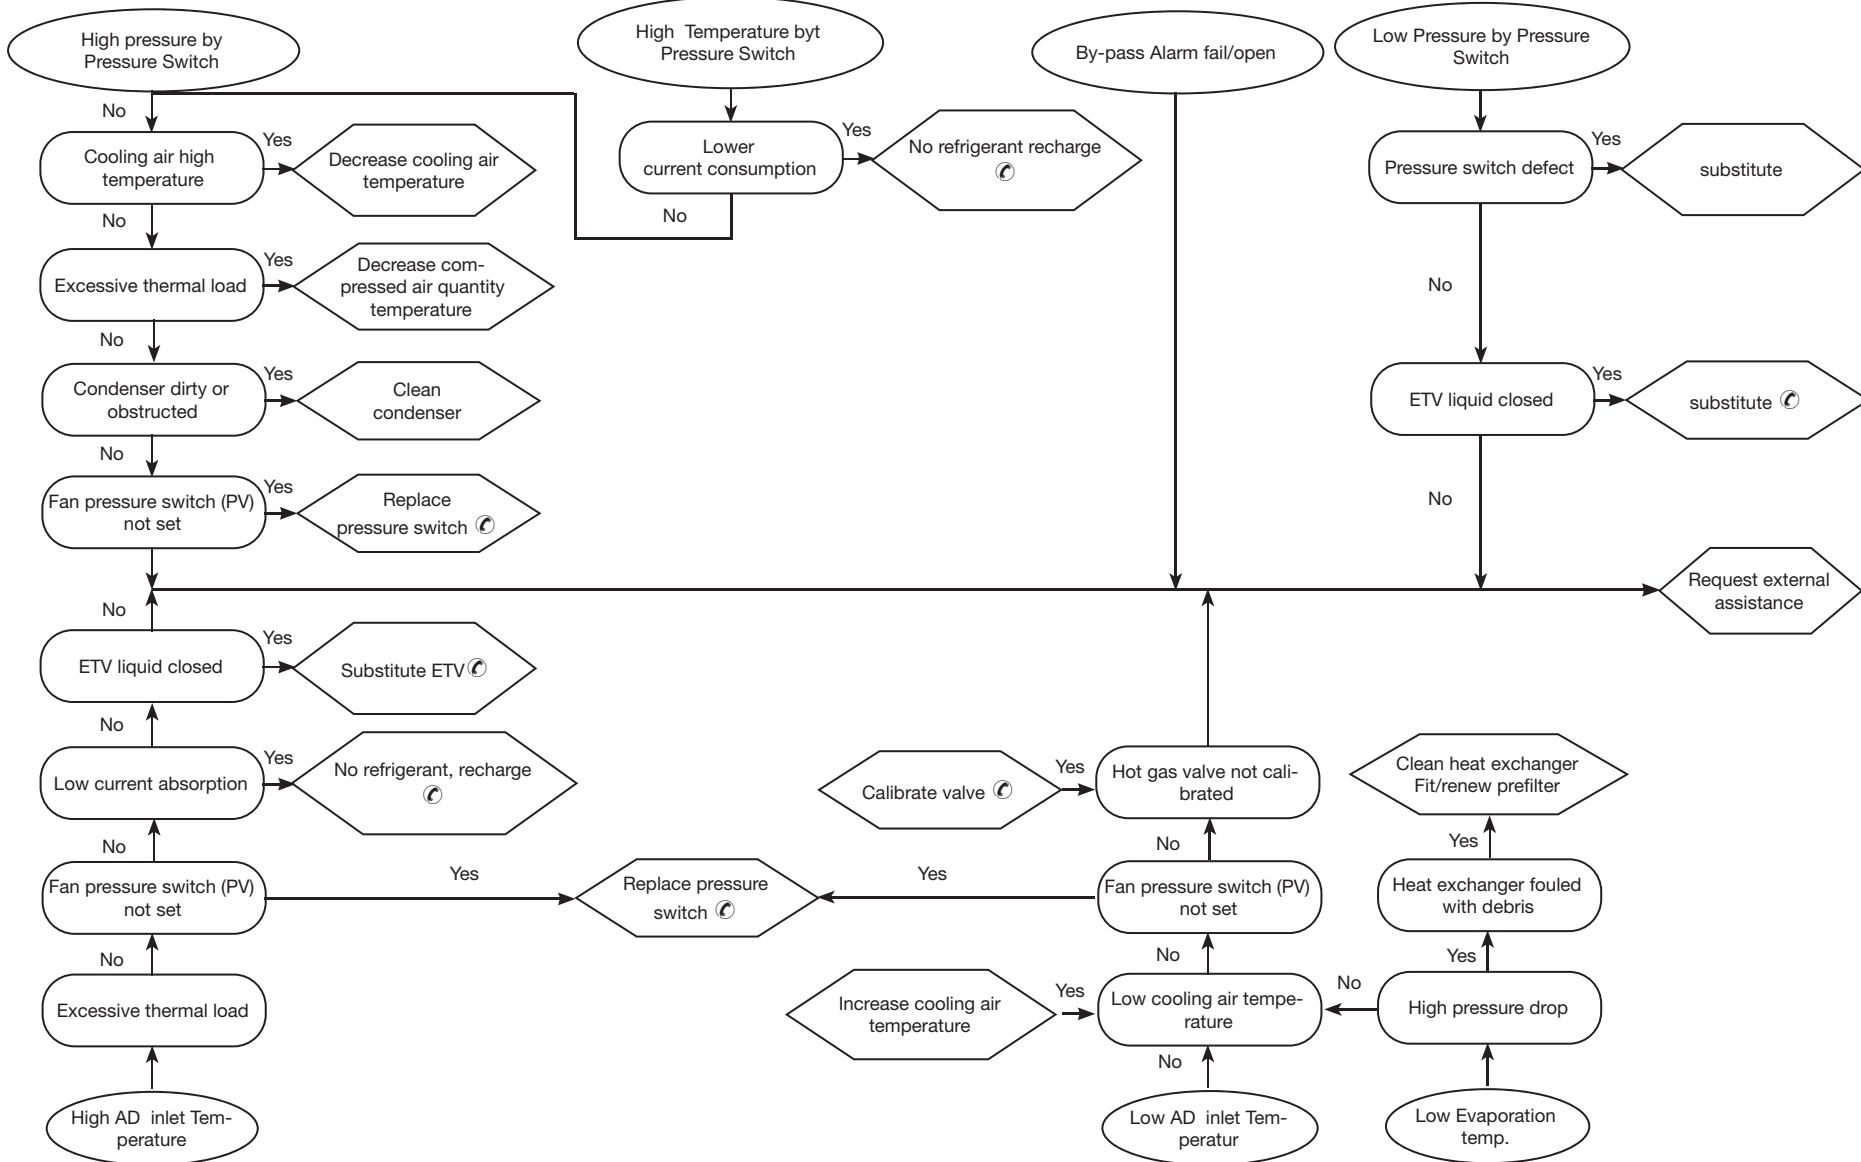 High pressure by
Pressure Switch
High Temperature byt
Pressure Switch
By-pass Alarm fail/open
Low Pressure by Pressure
Switch
No
Cooling air high
temperature
Yes
Decrease cooling air
temperature
Lower
current consumption
Yes
No refrigerant recharge
No
Pressure switch defect
Yes
substitute
No
Excessive thermal load
Yes
Decrease com-
pressed air quantity
temperature
No
No
Condenser dirty or
obstructed
Yes
Clean
condenser
ETV liquid closed
Yes
substitute
No
No
Fan pressure switch (PV)
not set
Yes
Replace
pressure switch
Request external
assistance
No
ETV liquid closed
Yes
Substitute ETV
No
Low current absorption
Yes
No refrigerant, recharge
Calibrate valve
Yes
Hot gas valve not cali-
brated
Clean heat exchanger
Fit/renew prefilter
No
No
Yes
Fan pressure switch (PV)
not set
Yes
Replace pressure
switch
Yes
Fan pressure switch (PV)
not set
Heat exchanger fouled
with debris
No
No
Yes
Excessive thermal load
Increase cooling air
temperature
Yes
Low cooling air tempe-
rature
No
High pressure drop
No
High AD inlet Tem-
perature
Low AD inlet Tem-
peratur
Low Evaporation
temp.